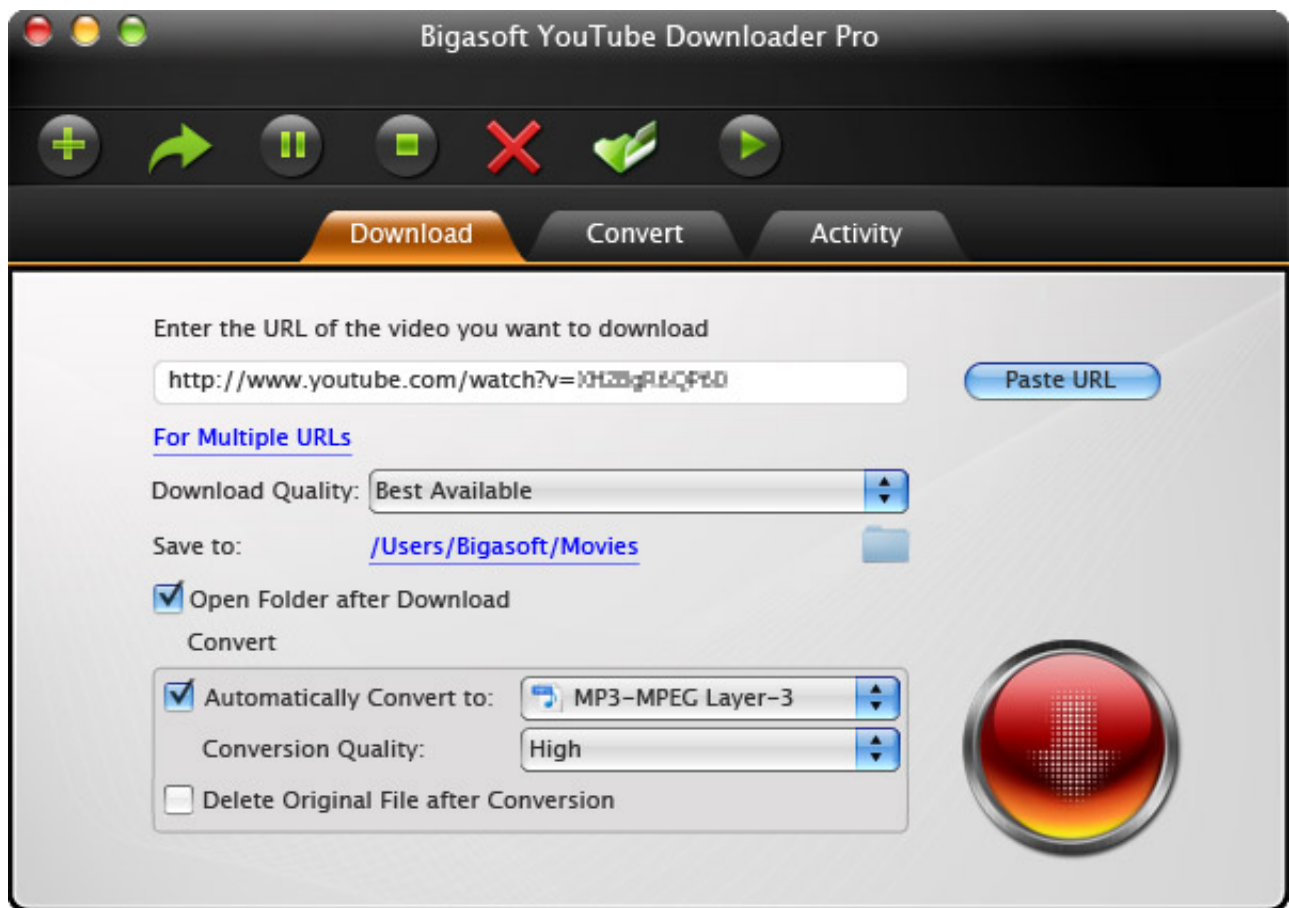 Bigasoft YouTube Downloader Pro
Download Convert Activity
Enter the URL of the video you want to download
http://www.youtube.com/watch?v=
Paste URL
For Multiple URLs
Download Quality: Best Available
Save to: /Users/Bigasoft/Movies
Open Folder after Download
Convert
Automatically Convert to: MP3-MPEG Layer-3
Conversion Quality: High
Delete Original File after Conversion